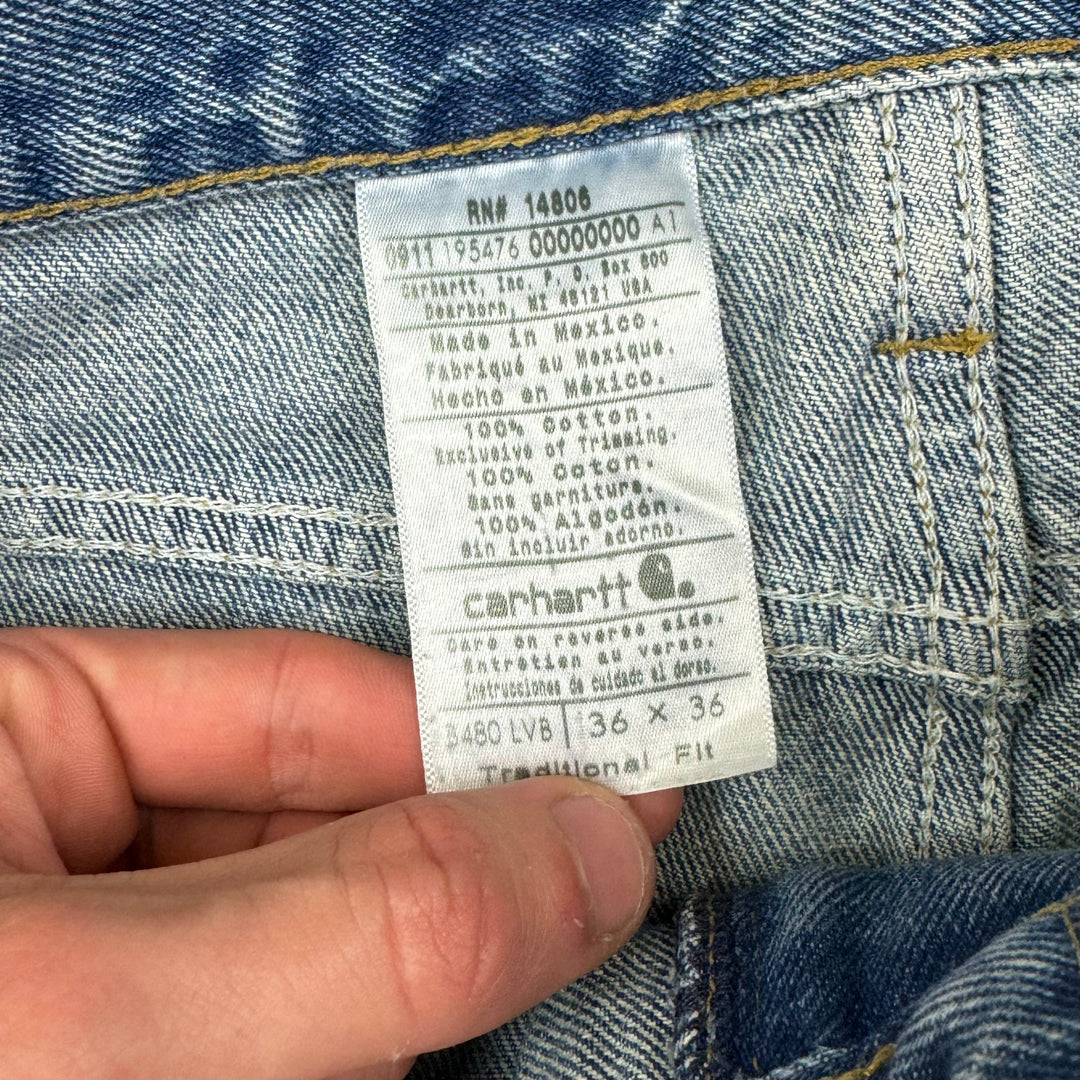 RN# 14806
0911 195476 00000000 A1
Carhartt, Inc. P. O. Box 600
Dearborn, MI 48121 USA
Made in Mexico.
Fabriqué au Mexique.
Hecho en México.
100% Cotton.
Exclusive of Trimming.
100% Coton.
Sans garniture.
100% Algodón.
Sin incluir adorno.
carhartt
Care on reverse side.
Entretien au verso.
Instrucciones de cuidado al dorso.
3480 LVB 36 x 36
Traditional Fit